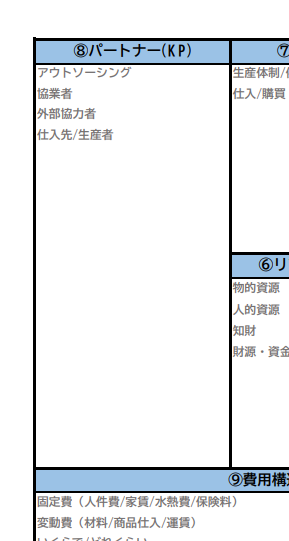 ⑧パートナー(KP)
アウトソーシング
協業者
外部協力者
仕入先/生産者
⑦
生産体制/
仕入/購買
⑥リ
物的資源
人的資源
知財
財源・資金
⑨費用構
固定費（人件費/家賃/水熱費/保険料）
変動費（材料/商品仕入/運賃）